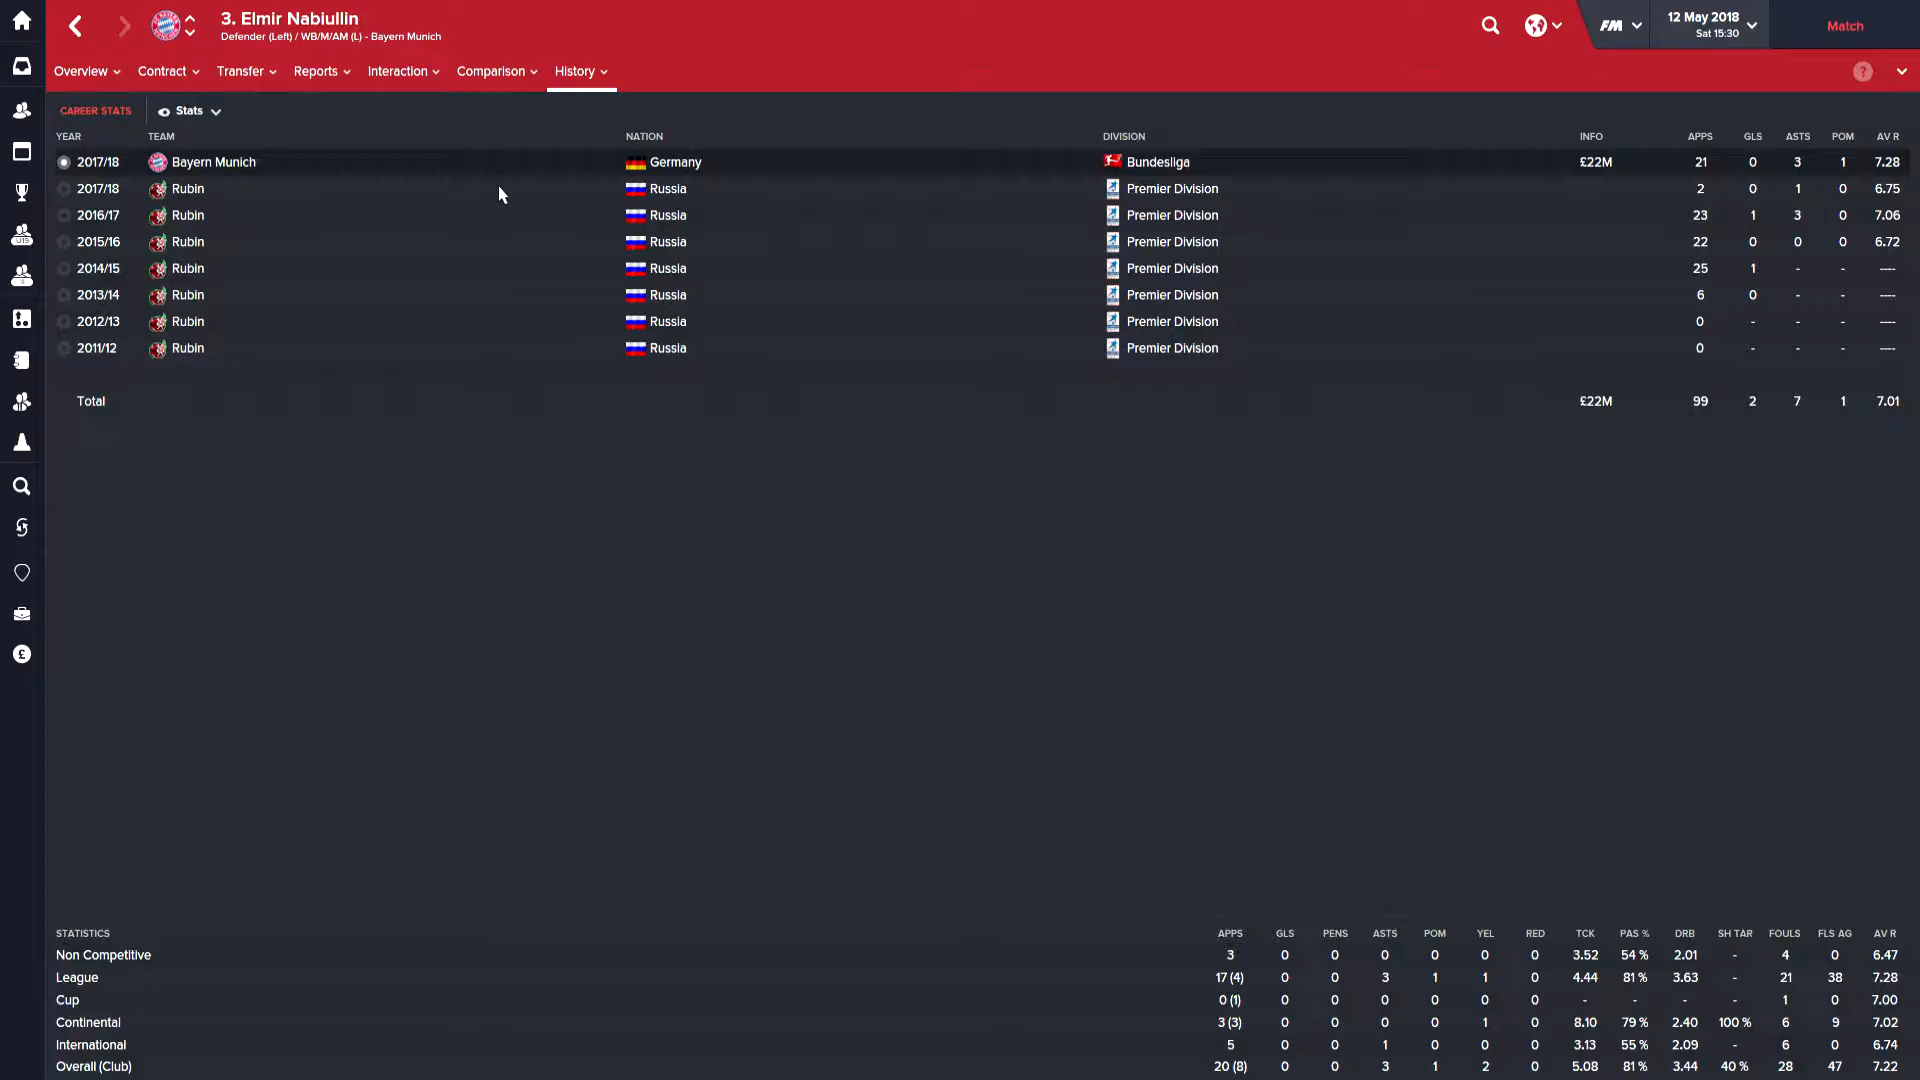 3. Elmir Nabiullin
Defender (Left) / WB/M/AM (L) - Bayern Munich
FM
12 May 2018
Sat 15:30
Match
Overview Contract Transfer Reports Interaction Comparison History ?
CAREER STATS Stats
YEAR TEAM NATION DIVISION INFO APPS GLS ASTS POM AV R
2017/18 Bayern Munich Germany Bundesliga £22M 21 0 3 1 7.28
2017/18 Rubin Russia Premier Division 2 0 1 0 6.75
2016/17 Rubin Russia Premier Division 23 1 3 0 7.06
2015/16 Rubin Russia Premier Division 22 0 0 0 6.72
2014/15 Rubin Russia Premier Division 25 1 - - ----
2013/14 Rubin Russia Premier Division 6 0 - - ----
2012/13 Rubin Russia Premier Division 0 - - - ----
2011/12 Rubin Russia Premier Division 0 - - - ----
Total £22M 99 2 7 1 7.01
STATISTICS APPS GLS PENS ASTS POM YEL RED TCK PAS % DRB SH TAR FOULS FLS AG AV R
Non Competitive 3 0 0 0 0 0 0 3.52 54 % 2.01 - 4 0 6.47
League 17 (4) 0 0 3 1 1 0 4.44 81 % 3.63 - 21 38 7.28
Cup 0 (1) 0 0 0 0 0 0 - - - - 1 0 7.00
Continental 3 (3) 0 0 0 0 1 0 8.10 79 % 2.40 100 % 6 9 7.02
International 5 0 0 1 0 0 0 3.13 55 % 2.09 - 6 0 6.74
Overall (Club) 20 (8) 0 0 3 1 2 0 5.08 81 % 3.44 40 % 28 47 7.22